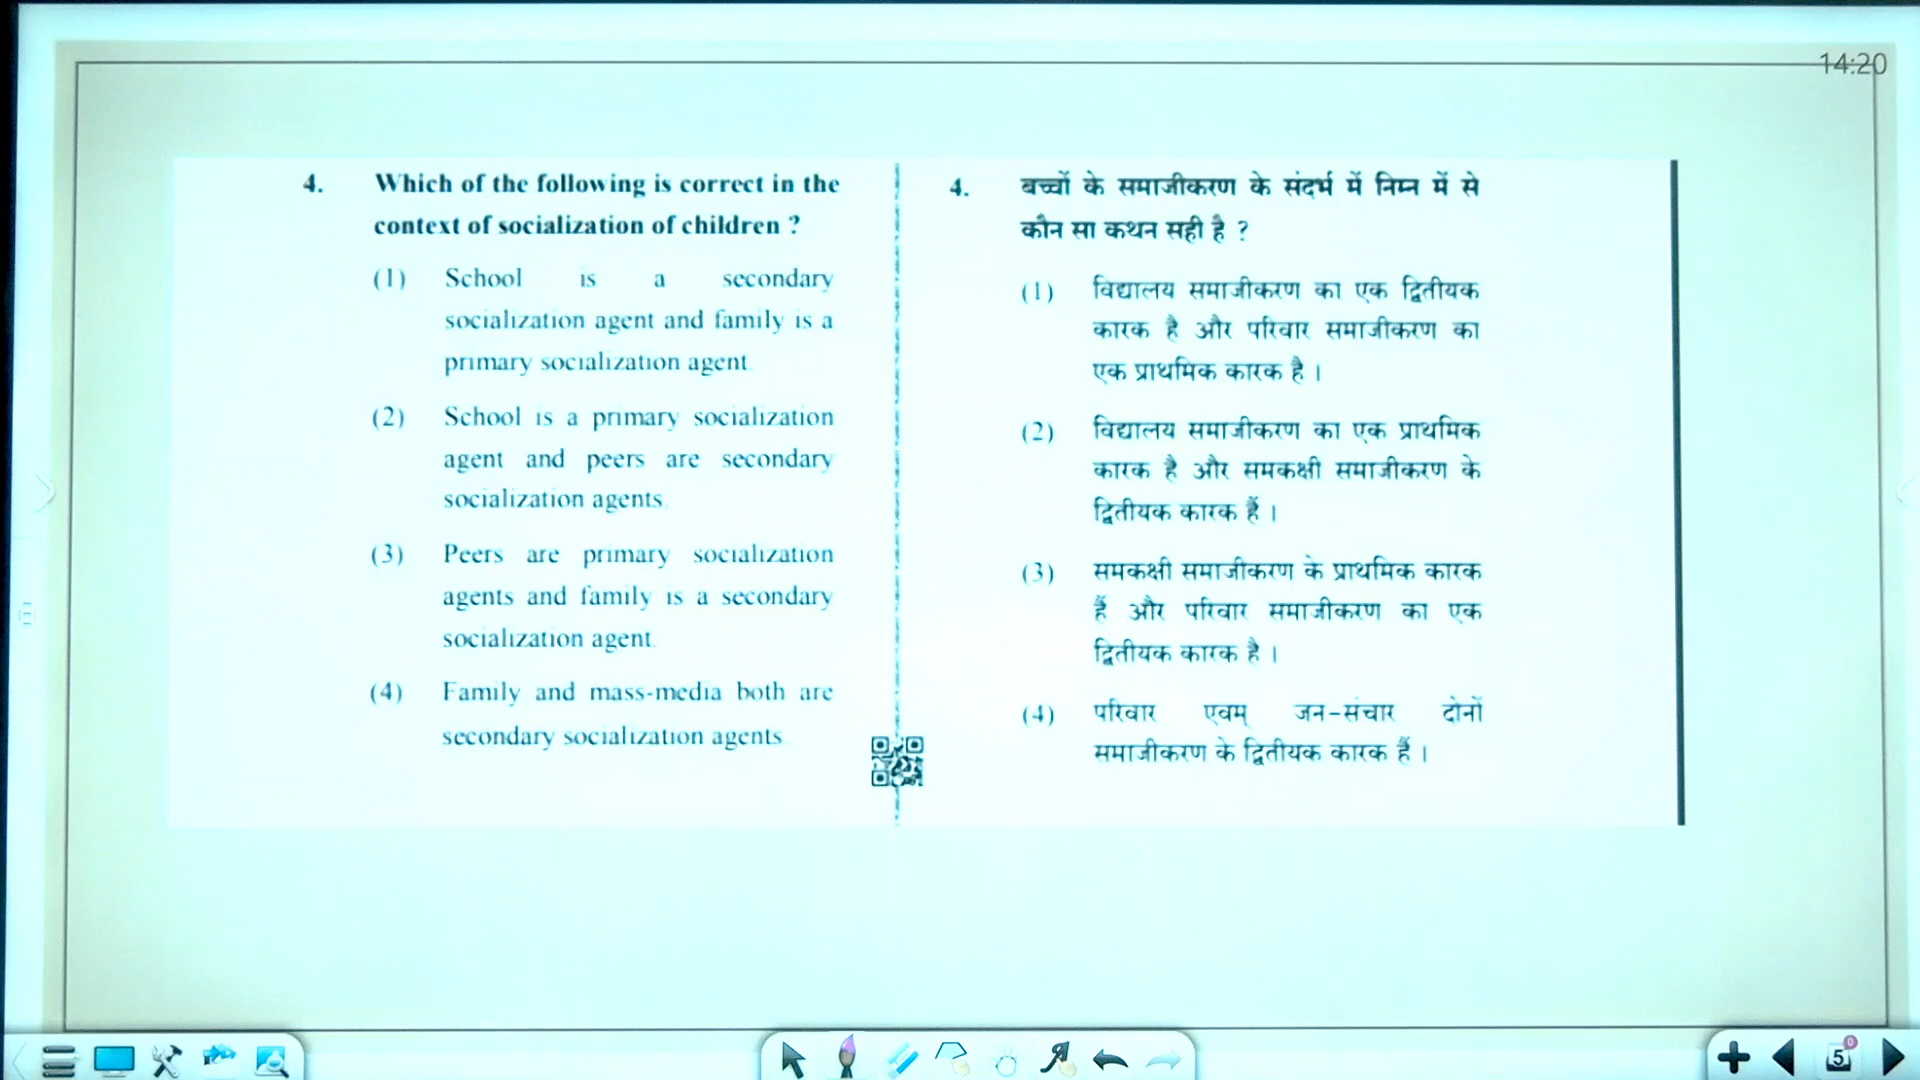 14:20
4. Which of the following is correct in the
context of socialization of children ?
(1) School is a secondary
socialization agent and family is a
primary socialization agent.
(2) School is a primary socialization
agent and peers are secondary
socialization agents.
(3) Peers are primary socialization
agents and family is a secondary
socialization agent.
(4) Family and mass-media both are
secondary socialization agents.
4. बच्चों के समाजीकरण के संदर्भ में निम्न में से
कौन सा कथन सही है ?
(1) विद्यालय समाजीकरण का एक द्वितीयक
कारक है और परिवार समाजीकरण का
एक प्राथमिक कारक है ।
(2) विद्यालय समाजीकरण का एक प्राथमिक
कारक है और समकक्षी समाजीकरण के
द्वितीयक कारक हैं ।
(3) समकक्षी समाजीकरण के प्राथमिक कारक
हैं और परिवार समाजीकरण का एक
द्वितीयक कारक है ।
(4) परिवार एवम् जन-संचार दोनों
समाजीकरण के द्वितीयक कारक हैं ।
5
0